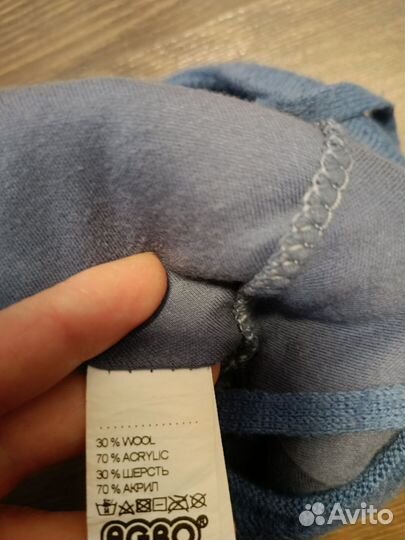 30 % WOOL
70 % ACRYLIC
30 % ШЕРСТЬ
70 % АКРИЛ
AGBO®
Avito